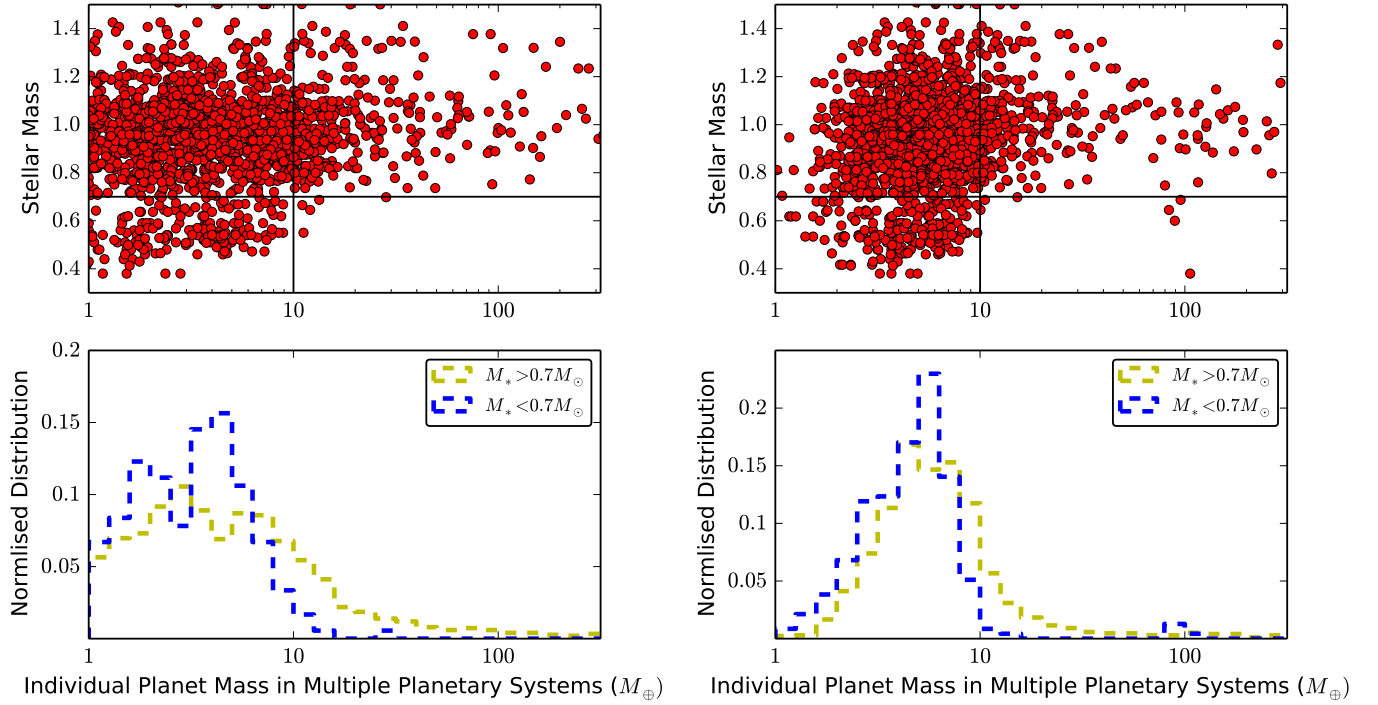 1.4
1.2
1.0
0.8
0.6
0.4
Stellar Mass
1 10 100
1.4
1.2
1.0
0.8
0.6
0.4
Stellar Mass
1 10 100
0.2
0.15
0.1
0.05
Normlised Distribution
M∗>0.7M⊙
M∗<0.7M⊙
1 10 100
Individual Planet Mass in Multiple Planetary Systems (M⊕)
0.2
0.15
0.1
0.05
Normlised Distribution
M∗>0.7M⊙
M∗<0.7M⊙
1 10 100
Individual Planet Mass in Multiple Planetary Systems (M⊕)